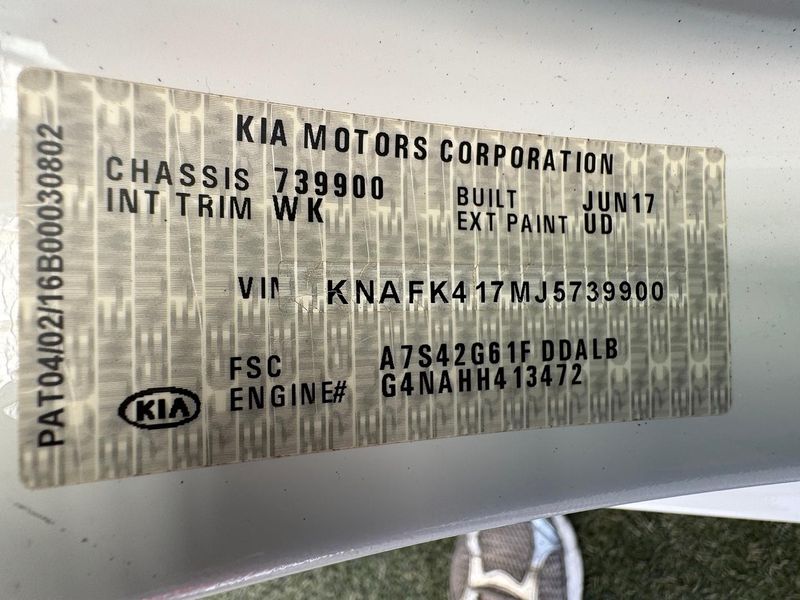 KIA MOTORS CORPORATION
CHASSIS 739900
INT TRIM WK
BUILT JUN17
EXT PAINT UD
VIN KNAFK417MJ5739900
FSC A7S42G61F DDALB
ENGINE# G4NAHH413472
KIA
PAT04/02/16B00030802